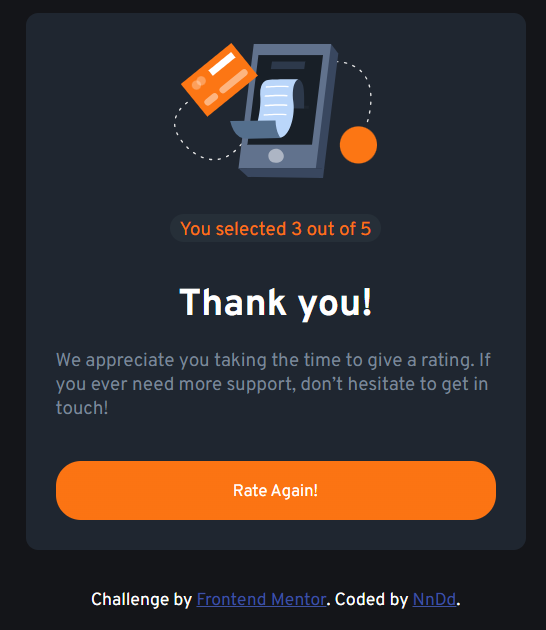 You selected 3 out of 5
Thank you!
We appreciate you taking the time to give a rating. If
you ever need more support, don’t hesitate to get in
touch!
Rate Again!
Challenge by Frontend Mentor. Coded by NnDd.